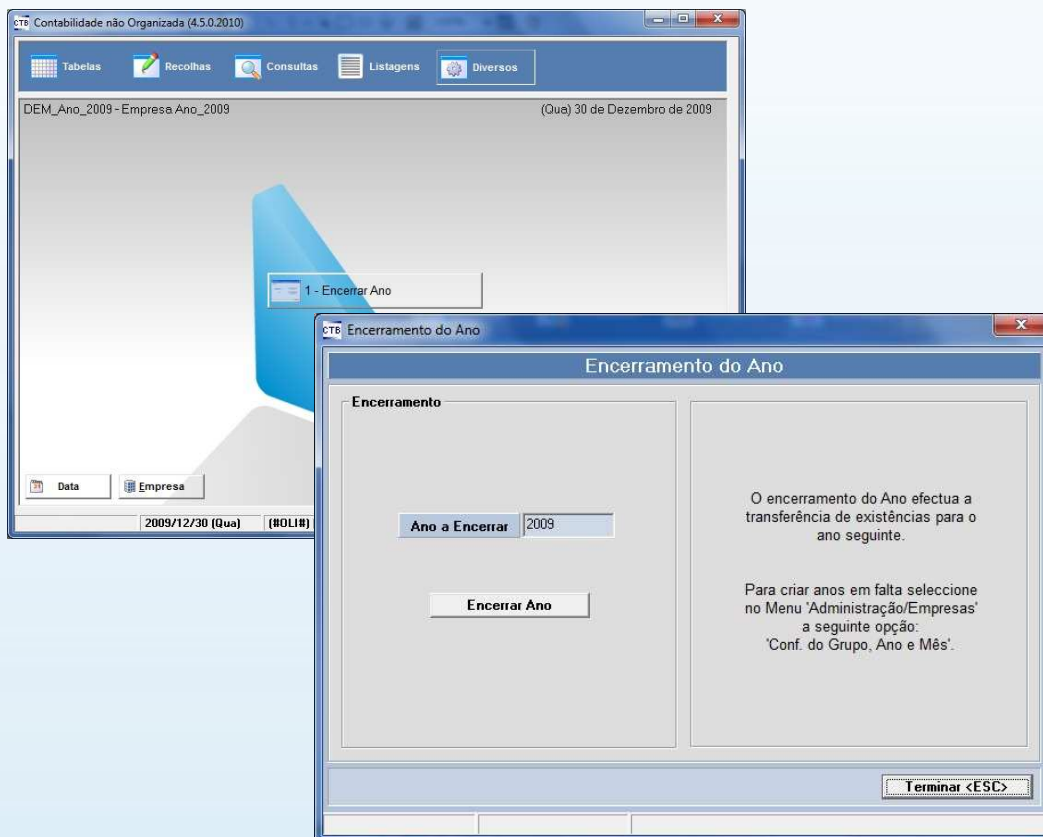 CTB Contabilidade não Organizada (4.5.0.2010)
Tabelas Recolhas Consultas Listagens Diversos
DEM_Ano_2009 - Empresa Ano_2009 (Qua) 30 de Dezembro de 2009
1 - Encerrar Ano
Data Empresa
2009/12/30 (Qua) (#OLI#)
CTB Encerramento do Ano
Encerramento do Ano
Encerramento
Ano a Encerrar 2009
Encerrar Ano
O encerramento do Ano efectua a
transferência de existências para o
ano seguinte.
Para criar anos em falta seleccione
no Menu 'Administração/Empresas'
a seguinte opção:
'Conf. do Grupo, Ano e Mês'.
Terminar <ESC>